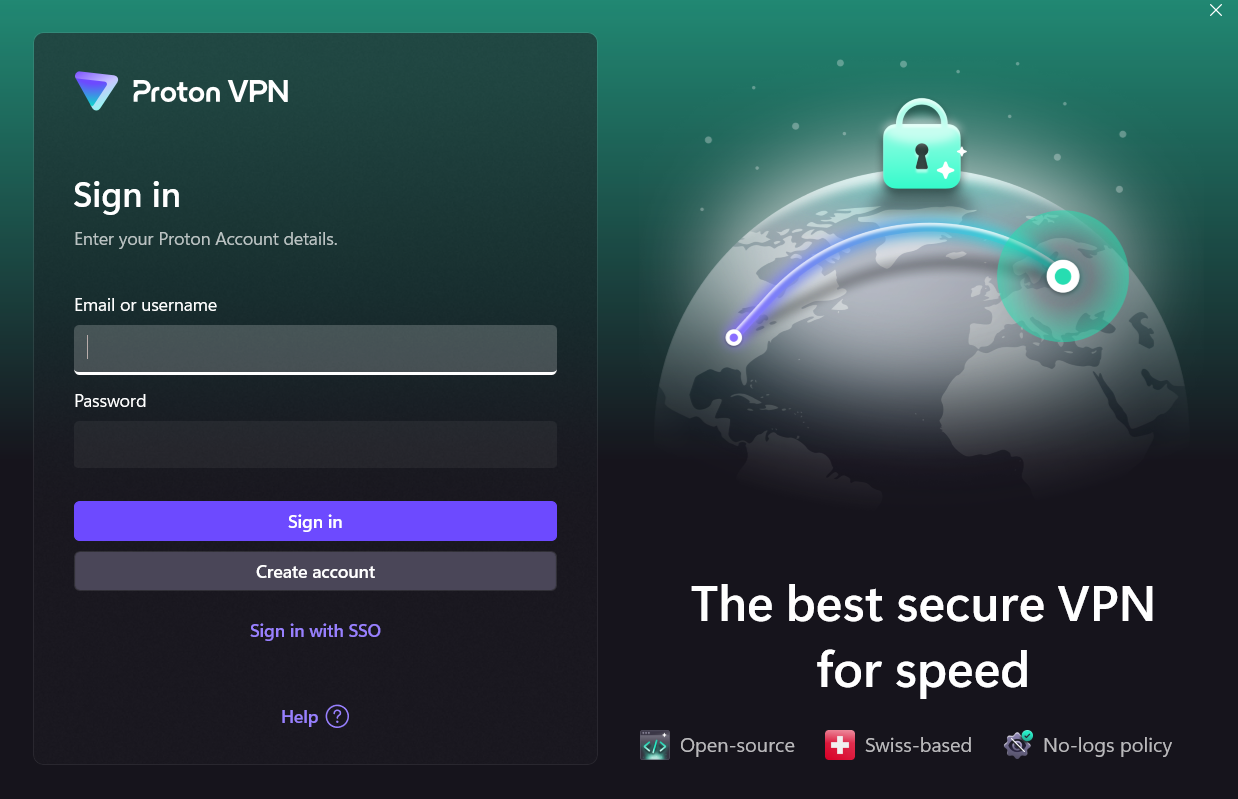 Proton VPN
Sign in
Enter your Proton Account details.
Email or username
Password
Sign in
Create account
Sign in with SSO
Help ?
The best secure VPN
for speed
Open-source
Swiss-based
No-logs policy